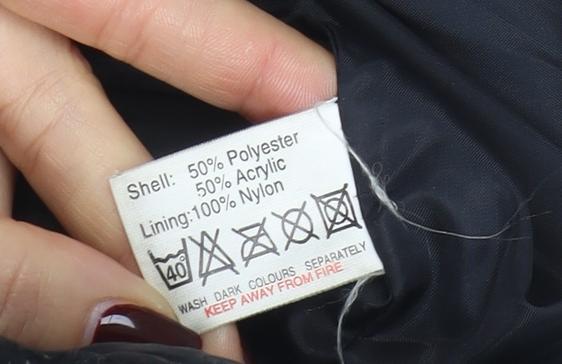 Shell: 50% Polyester
50% Acrylic
Lining:100% Nylon
40
WASH DARK COLOURS SEPARATELY
KEEP AWAY FROM FIRE